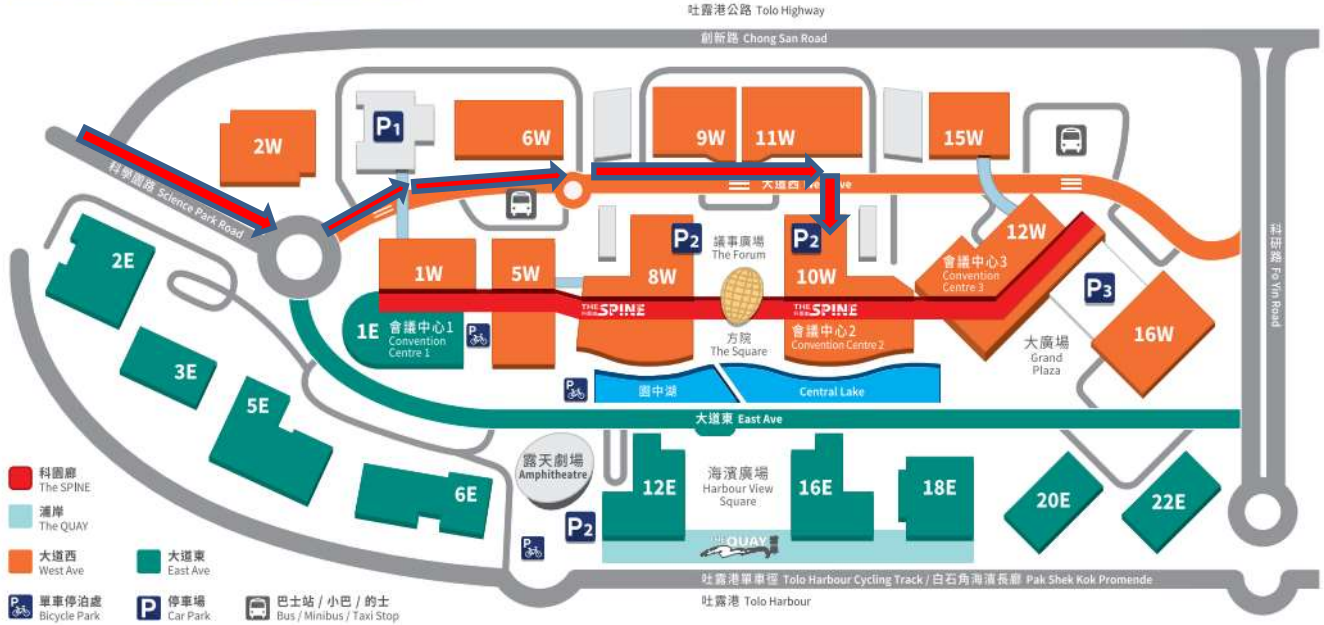 吐露港公路 Tolo Highway
創新路 Chong San Road
P1
6W
9W
11W
15W
2W
科學園路 Science Park Road
大道西
Ave
2E
1W
5W
8W
P2
議事廣場
The Forum
P2
10W
12W
會議中心3
Convention
Centre 3
P3
16W
科研路 Fo Yin Road
THE SPINE
THE SPINE
1E
會議中心1
Convention
Centre 1
P
方院
The Square
會議中心2
Convention Centre 2
大廣場
Grand
Plaza
3E
P
園中湖
Central Lake
5E
大道東 East Ave
露天劇場
Amphitheatre
12E
海濱廣場
Harbour View
Square
16E
18E
20E
22E
6E
P2
P
THE QUAY
科園廊
The SPINE
浦岸
The QUAY
大道西
West Ave
大道東
East Ave
P
單車停泊處
Bicycle Park
P
停車場
Car Park
巴士站 / 小巴 / 的士
Bus / Minibus / Taxi Stop
吐露港單車徑 Tolo Harbour Cycling Track / 白石角海濱長廊 Pak Shek Kok Promende
吐露港 Tolo Harbour